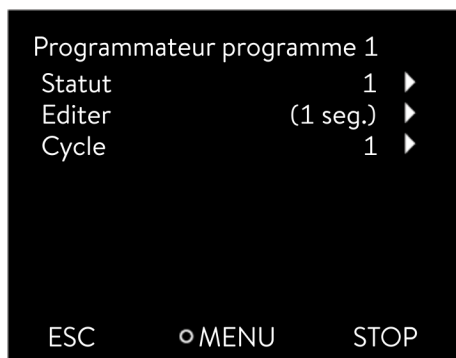 Programmateur programme 1
Statut 1
Editer (1 seg.)
Cycle 1
ESC MENU STOP